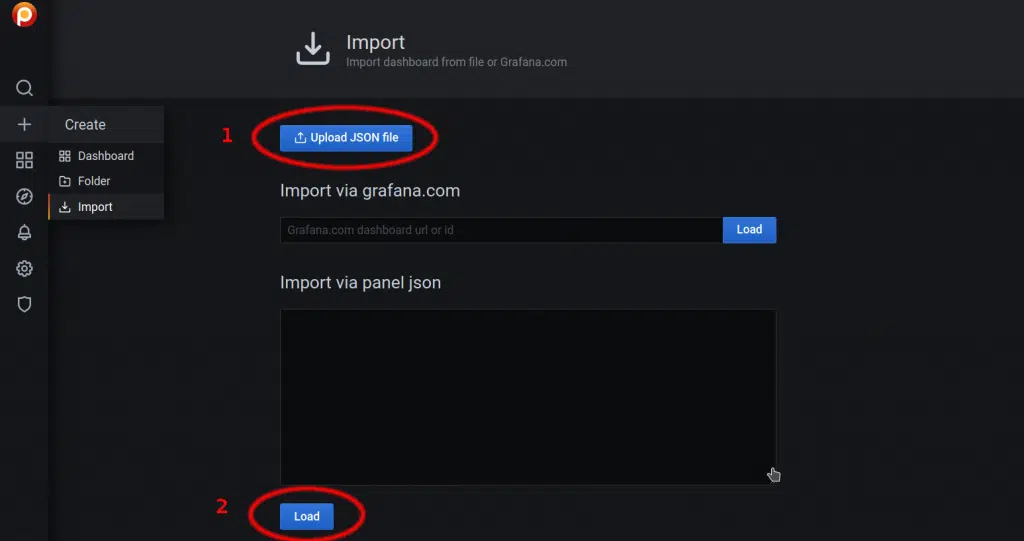 Import
Import dashboard from file or Grafana.com
Create
Dashboard
Folder
Import
1
Upload JSON file
Import via grafana.com
Grafana.com dashboard url or id
Load
Import via panel json
2
Load